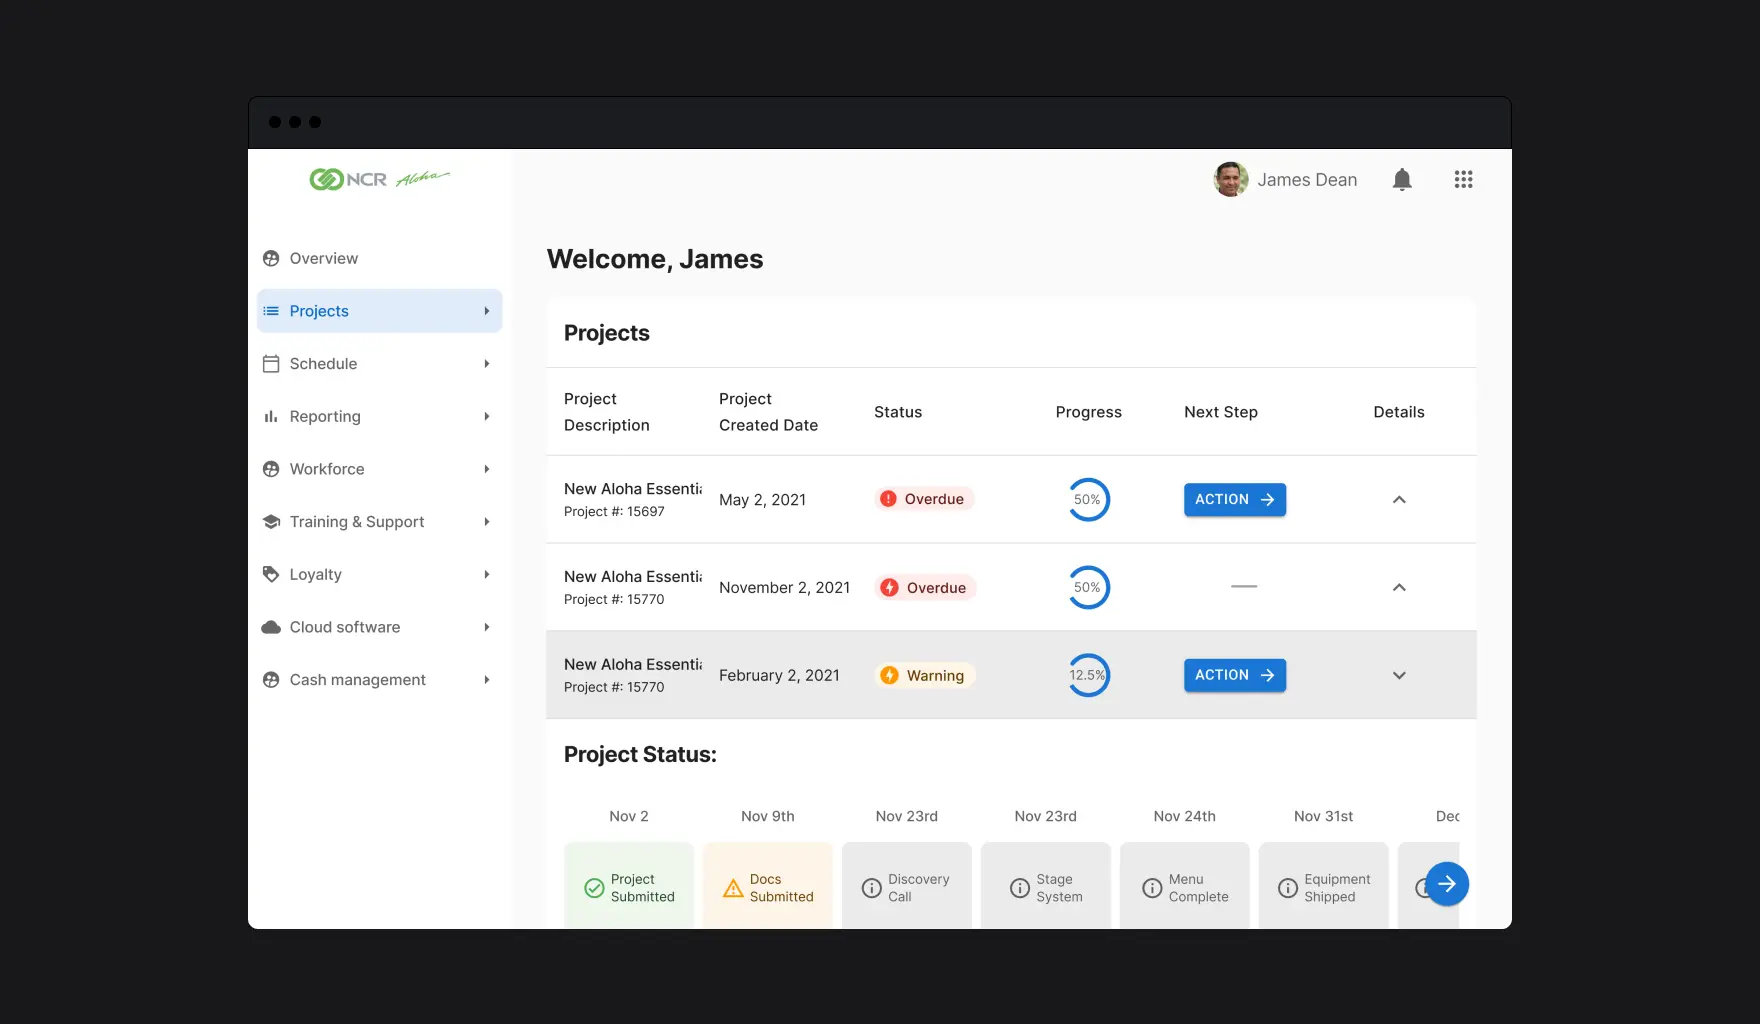 NCR Aloha
James Dean
Overview
Projects
Schedule
Reporting
Workforce
Training & Support
Loyalty
Cloud software
Cash management
Welcome, James
Projects
Project
Description
Project
Created Date
Status
Progress
Next Step
Details
New Aloha Essentia
Project #: 15697
May 2, 2021
Overdue
50%
ACTION
New Aloha Essentia
Project #: 15770
November 2, 2021
Overdue
50%
New Aloha Essentia
Project #: 15770
February 2, 2021
Warning
12.5%
ACTION
Project Status:
Nov 2
Nov 9th
Nov 23rd
Nov 23rd
Nov 24th
Nov 31st
Dec
Project
Submitted
Docs
Submitted
Discovery
Call
Stage
System
Menu
Complete
Equipment
Shipped